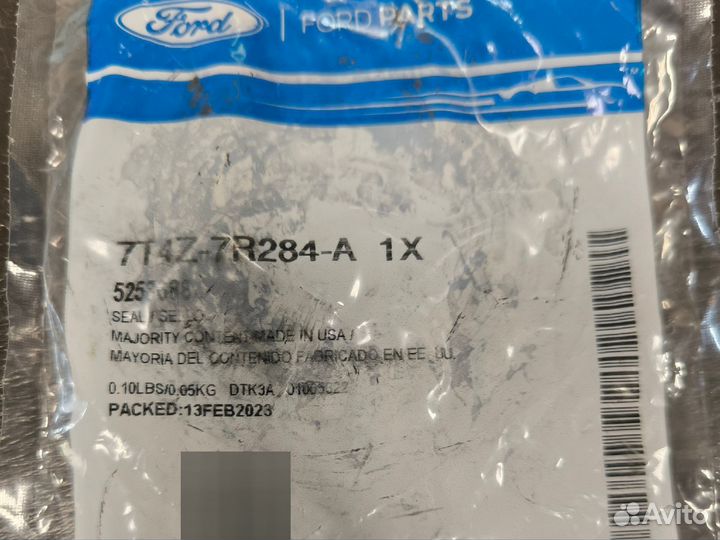 Ford | FORD PARTS
7T4Z-7R284-A 1X
SEAL / SELLO
MAJORITY CONTENT MADE IN USA /
MAYORIA DEL CONTENIDO FABRICADO EN EE. UU.
0.10LBS/0.05KG DTK3A
PACKED:13FEB2023
Avito